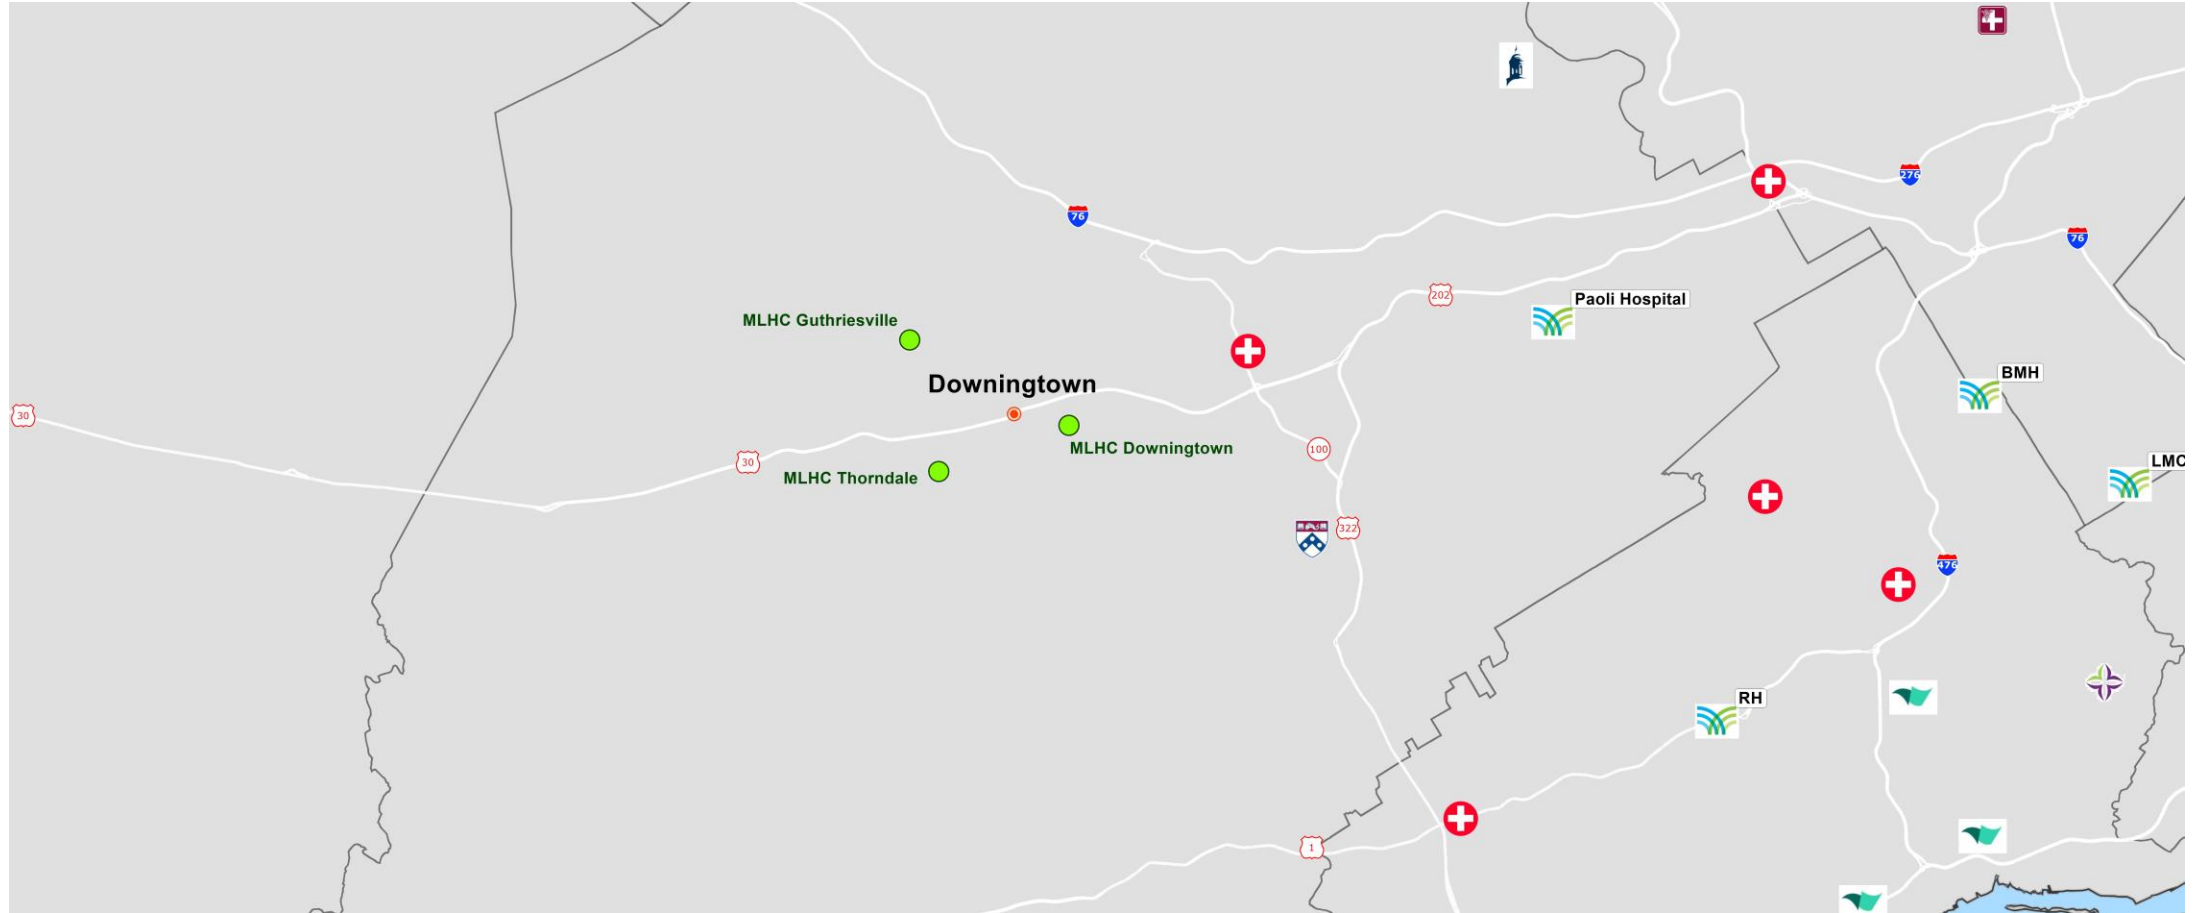 276
76
76
202
Paoli Hospital
MLHC Guthriesville
BMH
Downingtown
30
MLHC Downingtown
100
30
LMC
MLHC Thorndale
322
476
RH
1